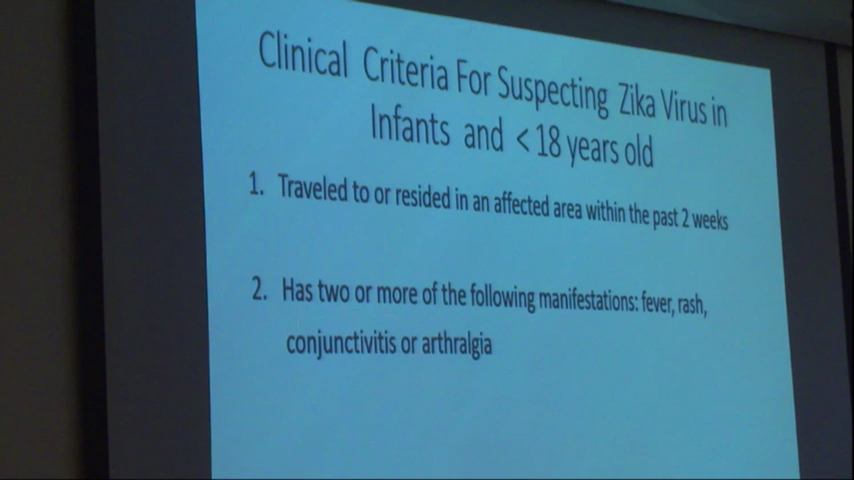 Clinical Criteria For Suspecting Zika Virus in
Infants and < 18 years old
1. Traveled to or resided in an affected area within the past 2 weeks
2. Has two or more of the following manifestations: fever, rash,
conjunctivitis or arthralgia